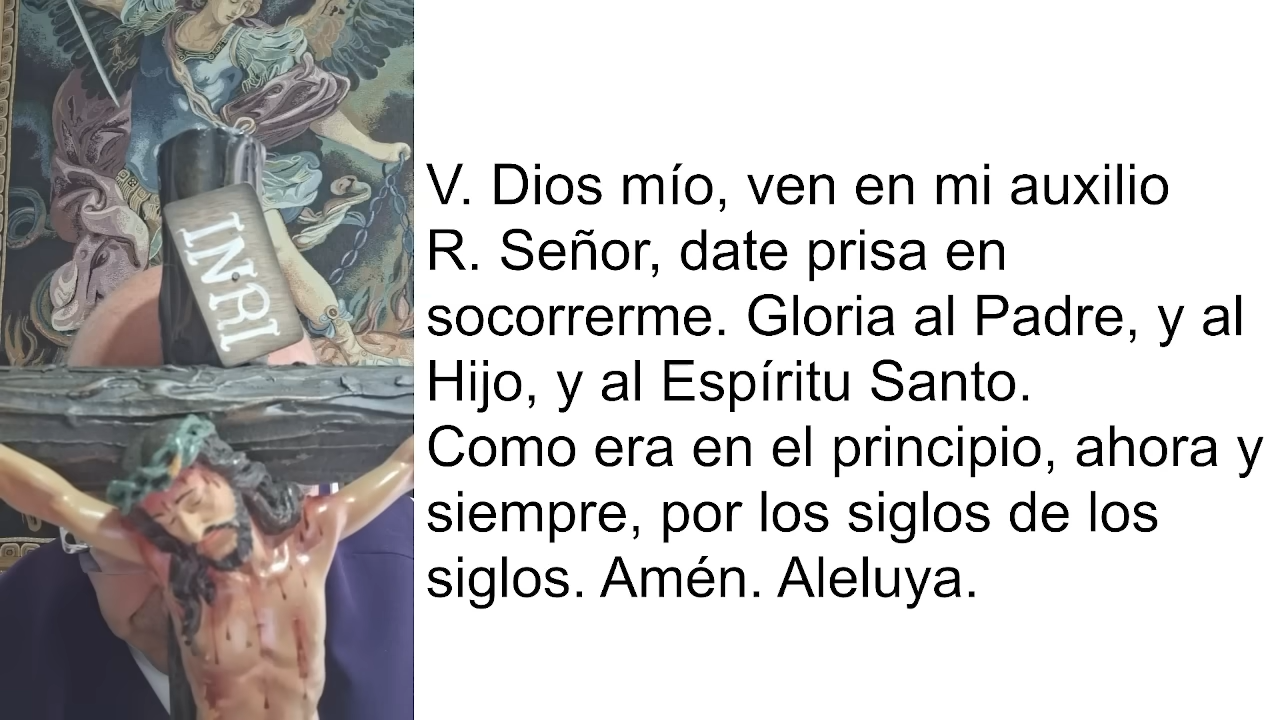 INRI
V. Dios mío, ven en mi auxilio
R. Señor, date prisa en
socorrerme. Gloria al Padre, y al
Hijo, y al Espíritu Santo.
Como era en el principio, ahora y
siempre, por los siglos de los
siglos. Amén. Aleluya.